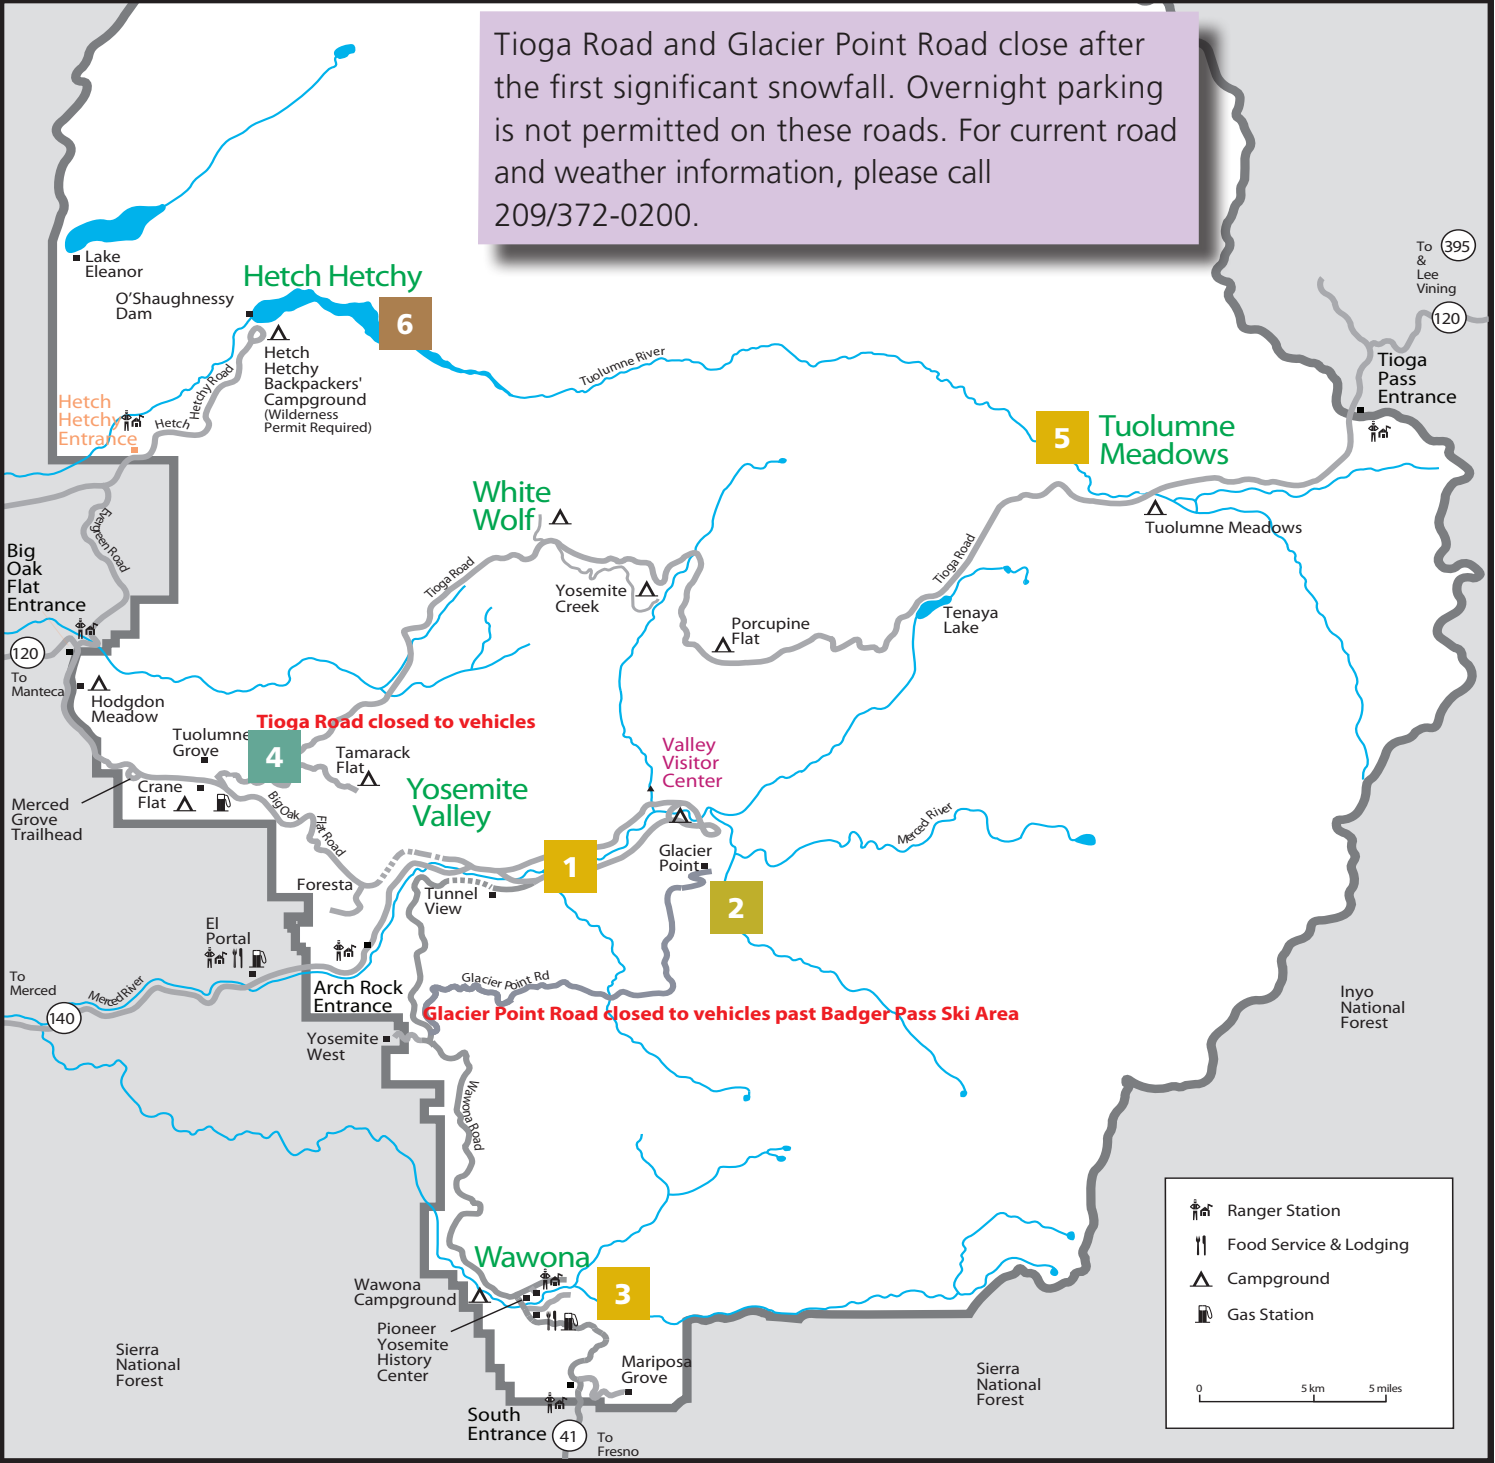 Tioga Road and Glacier Point Road close after
the first significant snowfall. Overnight parking
is not permitted on these roads. For current road
and weather information, please call
209/372-0200.
To
&
Lee
Vining
395
120
Lake
Eleanor
Hetch Hetchy
O'Shaughnessy
Dam
6
Hetch
Hetchy
Backpackers'
Campground
(Wilderness
Permit Required)
Tuolumne River
Tioga
Pass
Entrance
Hetch
Hetchy
Entrance
Hetch
Hetchy Road
5
Tuolumne
Meadows
White
Wolf
Tuolumne Meadows
Evergreen Road
Big
Oak
Flat
Entrance
Tioga Road
Tioga Road
Yosemite
Creek
Porcupine
Flat
Tenaya
Lake
120
To
Manteca
Hodgdon
Meadow
Tioga Road closed to vehicles
Tuolumne
Grove
4
Tamarack
Flat
Valley
Visitor
Center
Crane
Flat
Yosemite
Valley
Merced
Grove
Trailhead
Big Oak
Flat Road
Merced River
1
Glacier
Point
Foresta
Tunnel
View
2
El
Portal
To
Merced
Merced River
140
Arch Rock
Entrance
Glacier Point Rd
Glacier Point Road closed to vehicles past Badger Pass Ski Area
Inyo
National
Forest
Yosemite
West
Wawona Road
Wawona
Wawona
Campground
3
Pioneer
Yosemite
History
Center
Mariposa
Grove
South
Entrance
41
To
Fresno
Sierra
National
Forest
Sierra
National
Forest
Ranger Station
Food Service & Lodging
Campground
Gas Station
0
5 km
5 miles